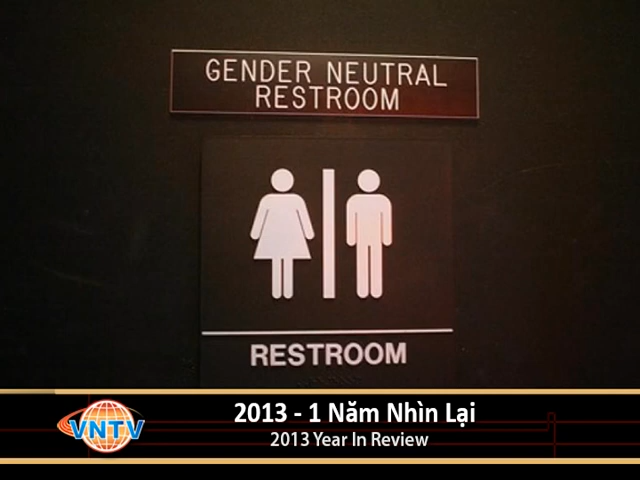 GENDER NEUTRAL
RESTROOM
RESTROOM
2013 - 1 Năm Nhìn Lại
2013 Year In Review
VNTV